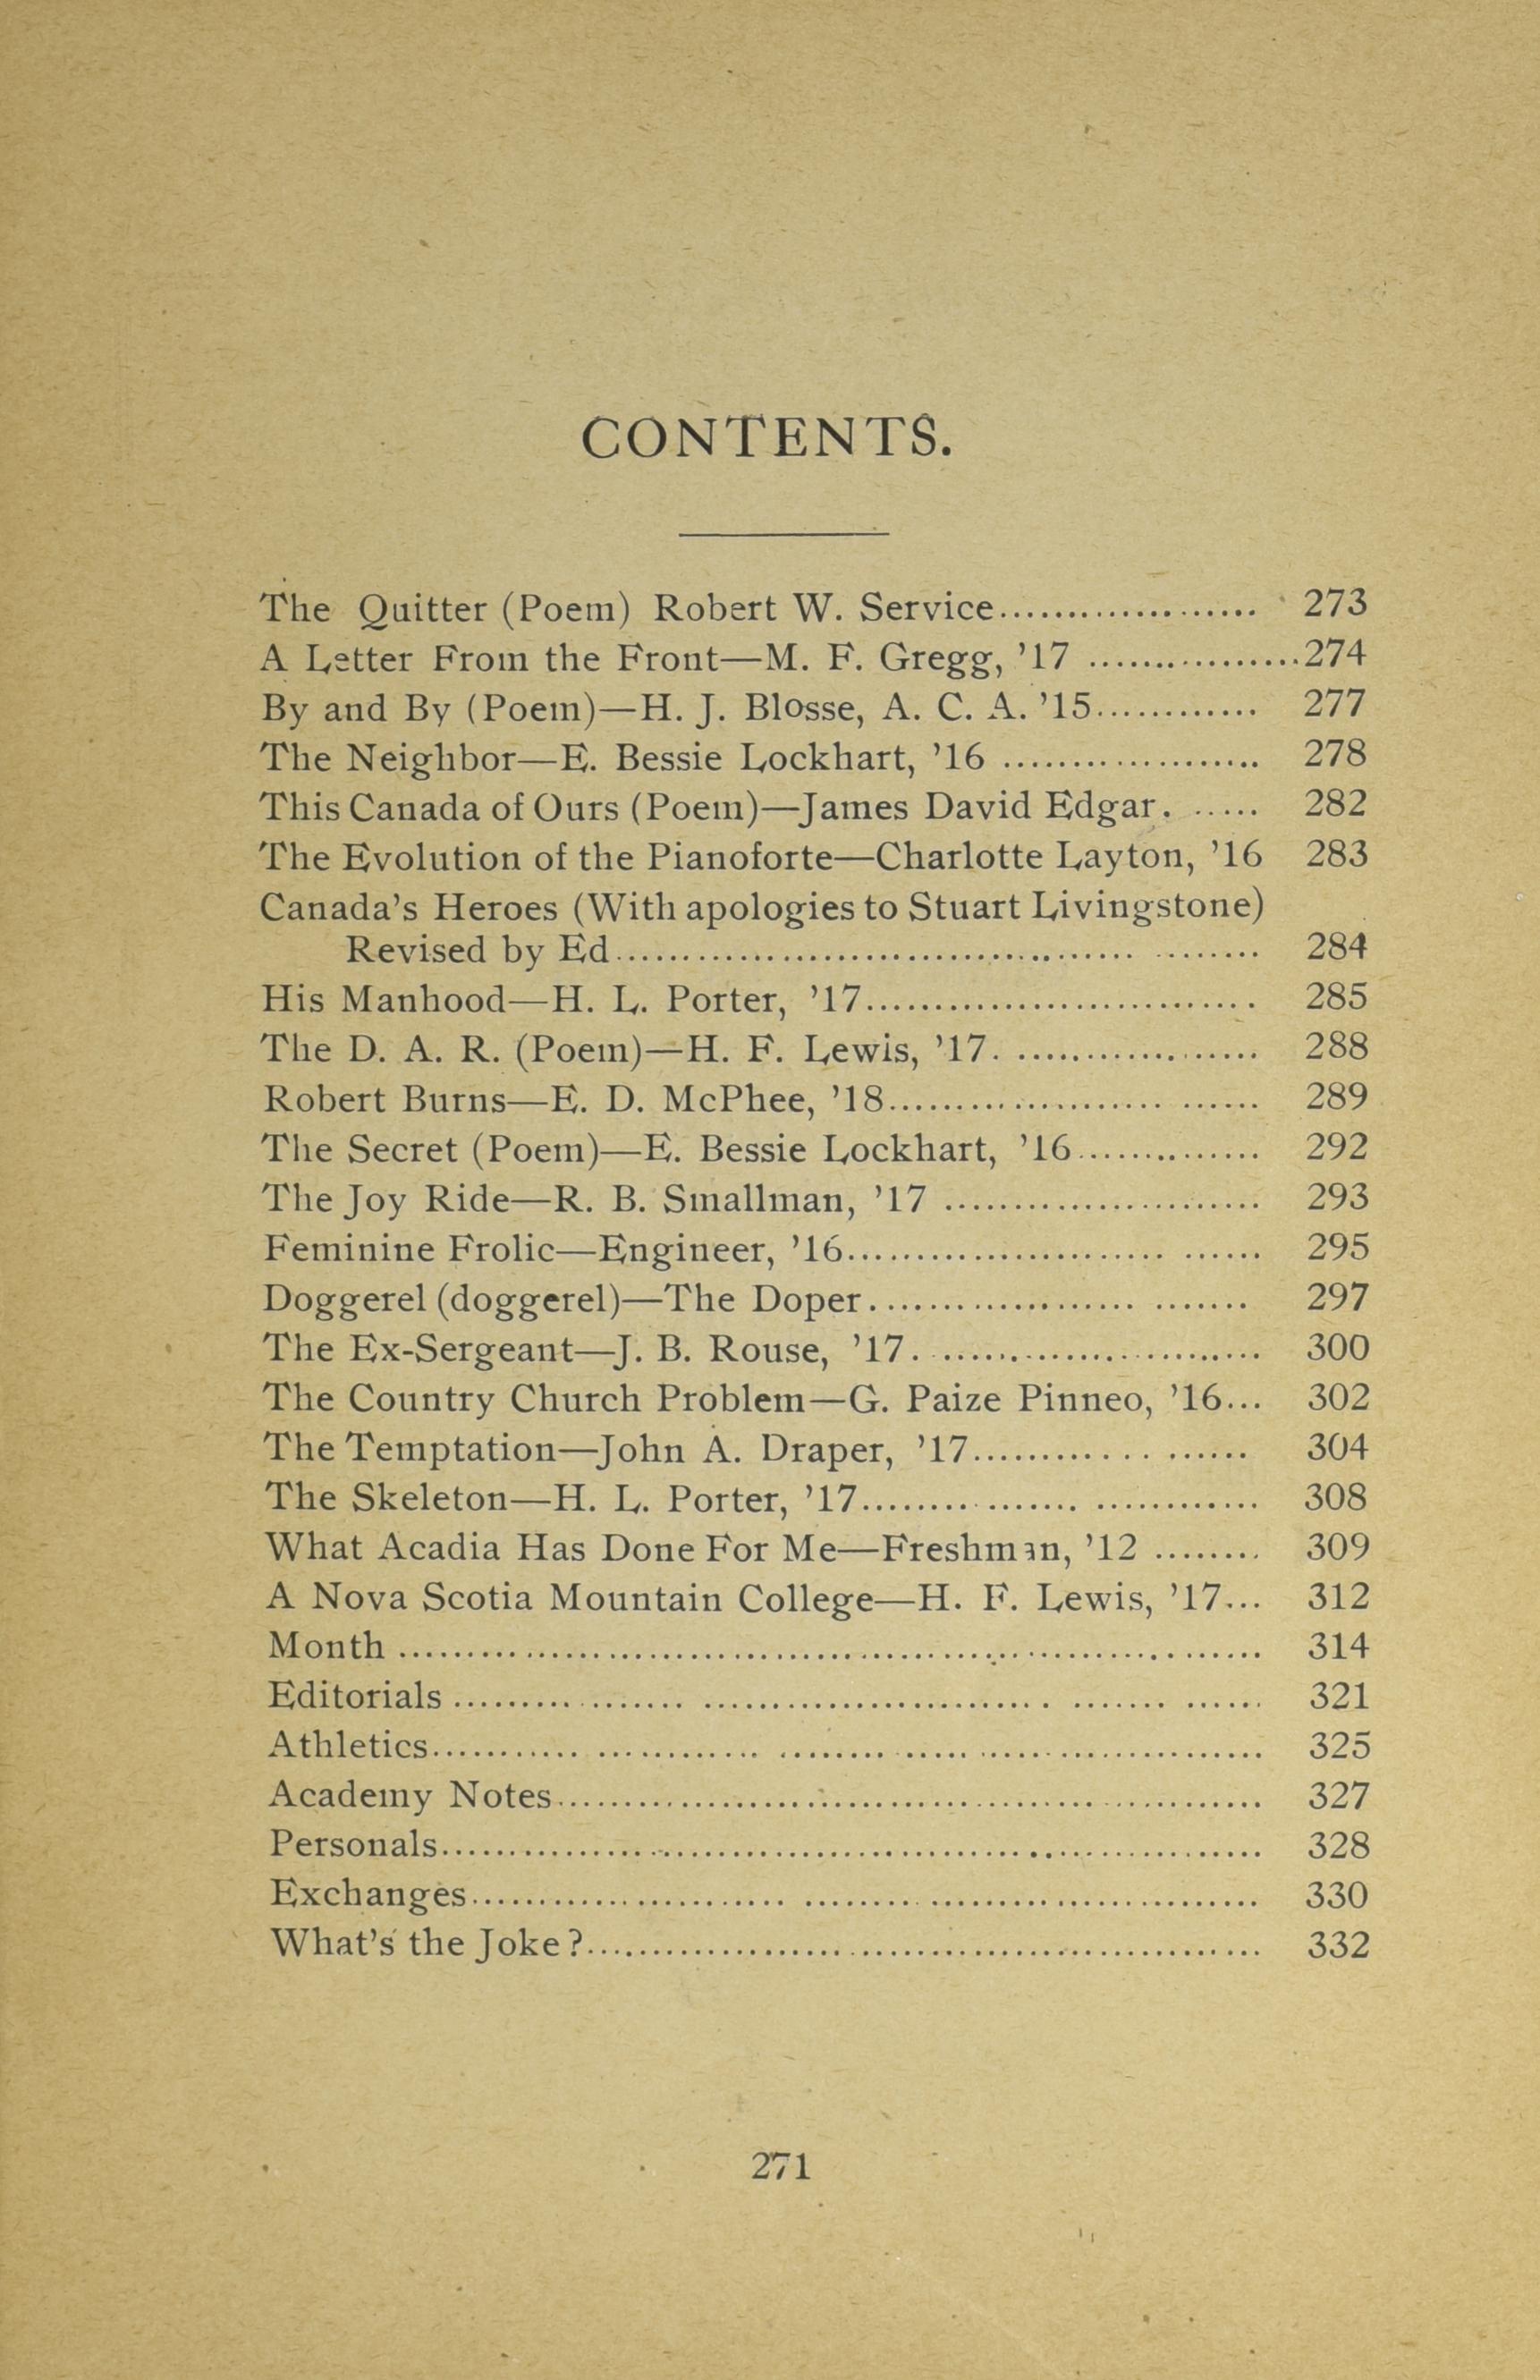 CONTENTS.
The Quitter (Poem) Robert W. Service.................... 273
A Letter From the Front—M. F. Gregg, ’17 ................274
By and By (Poem)—H. J. Blosse, A. C. A. ’15............ 277
The Neighbor—E. Bessie Lockhart, ’16 ................... 278
This Canada of Ours (Poem)—James David Edgar. ..... 282
The Evolution of the Pianoforte—Charlotte Layton, ’16 283
Canada’s Heroes (With apologies to Stuart Livingstone)
Revised by Ed.............................................. 284
His Manhood—H. L. Porter, ’17............................. 285
The D. A. R. (Poem)—H. F. Lewis, ’17. .................. 288
Robert Burns—E. D. McPhee, ’18.................... ...... 289
The Secret (Poem)—E. Bessie Lockhart, ’16.............. 292
The Joy Ride—R. B. Smallman, ’17 ....................... 293
Feminine Frolic—Engineer, ’16....................... ...... 295
Doggerel (doggerel)—The Doper.................... ....... 297
The Ex-Sergeant—J. B. Rouse, ’17. ........................ 300
The Country Church Problem—G. Paize Pinneo, ’16... 302
The Temptation—John A. Draper, ’17............. ...... 304
The Skeleton—H. L. Porter, ’17................ ............ 308
What Acadia Has Done For Me—Freshman, ’12 ........ 309
A Nova Scotia Mountain College—H. F. Lewis, ’17... 312
Month .............................................................. 314
Editorials ................ ......................... ....... ...... 321
Athletics........... ............ ........ ..... ..................... 325
Academy Notes....................................... ............ 327
Personals............................................................ 328
Exchanges....................... ................................. 330
What’s the Joke?................................................. 332
271